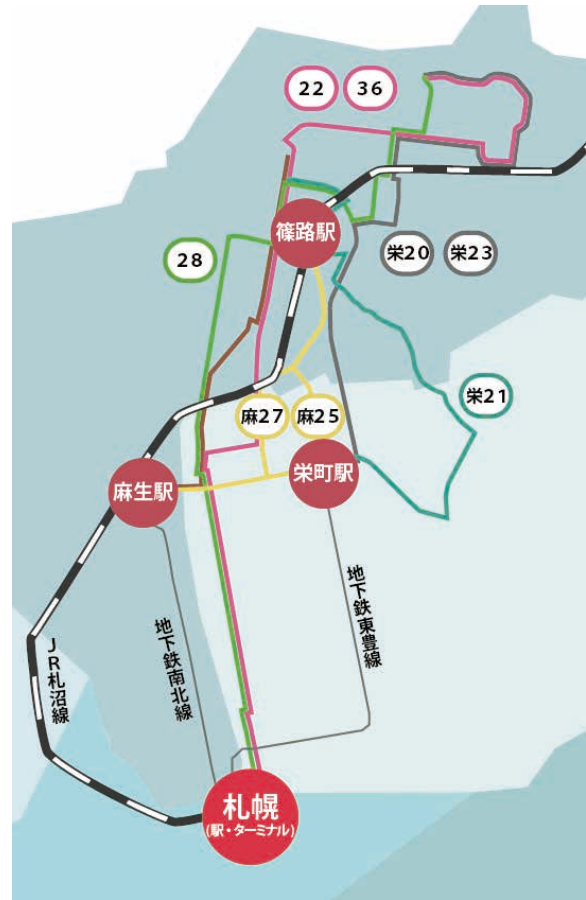 22
36
篠路駅
28
栄20
栄23
栄21
麻27
麻25
麻生駅
栄町駅
地下鉄東豊線
地下鉄南北線
JR札沼線
札幌
(駅・ターミナル)